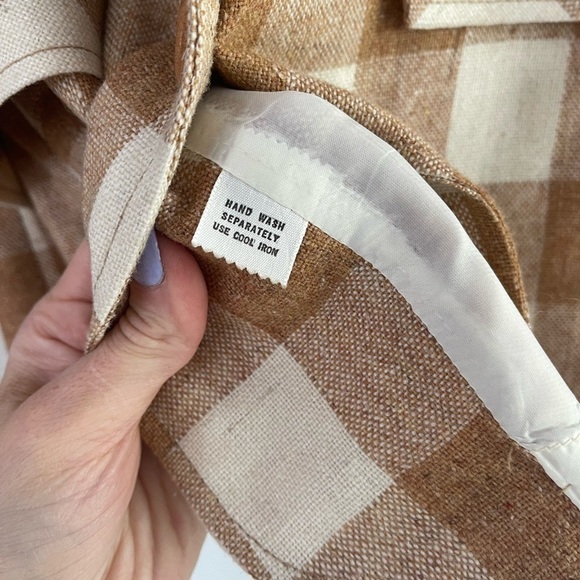 HAND WASH
SEPARATELY
USE COOL IRON